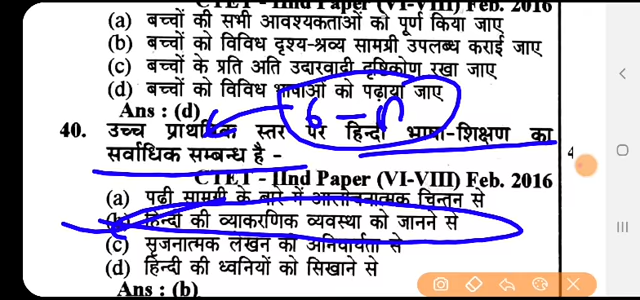 CTET - IInd Paper (VI-VIII) Feb. 2016
(a) बच्चों की सभी आवश्यकताओं को पूर्ण किया जाए
(b) बच्चों को विविध दृश्य-श्रव्य सामग्री उपलब्ध कराई जाए
(c) बच्चों के प्रति अति उदारवादी दृष्टिकोण रखा जाए
(d) बच्चों को विविध भाषाओं को पढ़ाया जाए
Ans : (d)
6 -
40. उच्च प्राथमिक स्तर पर हिन्दी भाषा-शिक्षण का
सर्वाधिक सम्बन्ध है -
4
CTET - IInd Paper (VI-VIII) Feb. 2016
(a) पढ़ी सामग्री के बारे में आलोचनात्मक चिन्तन से
(b) हिन्दी की व्याकरणिक व्यवस्था को जानने से
(c) सृजनात्मक लेखन की अनिवार्यता से
(d) हिन्दी की ध्वनियों को सिखाने से
Ans : (b)